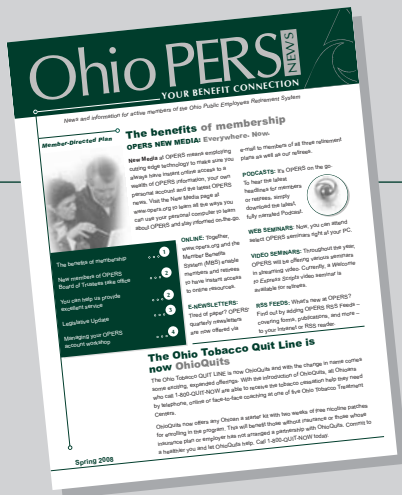 Ohio PERS
NEWS
YOUR BENEFIT CONNECTION
News and information for active members of the Ohio Public Employees Retirement System
Member-Directed Plan
The benefits of membership
OPERS NEW MEDIA: Everywhere. Now.
New Media at OPERS means employing
cutting edge technology to make sure you
always have instant online access to a
wealth of OPERS information, your own
personal account and the latest OPERS
news. Visit the New Media page at
www.opers.org to learn all the ways you
can use your personal computer to learn
about OPERS and stay informed on-the-go.
ONLINE: Together,
www.opers.org and the
Member Benefits
System (MBS) enable
members and retirees
to have instant access
to online resources.
E-NEWSLETTERS:
Tired of paper? OPERS'
quarterly newsletters
are now offered via
e-mail to members of all three retirement
plans as well as our retirees.
PODCASTS: It's OPERS on the go.
To hear the latest
headlines for members
or retirees, simply
download the latest,
fully narrated Podcast.
WEB SEMINARS: Now, you can attend
select OPERS seminars right at your PC.
VIDEO SEMINARS: Throughout the year,
OPERS will be offering various seminars
in streaming video. Currently, a Welcome
to Express Scripts video seminar is
available for retirees.
RSS FEEDS: What's new at OPERS?
Find out by adding OPERS RSS Feeds –
covering forms, publications, and more –
to your Internet or RSS reader.
The benefits of membership 1
New members of OPERS
Board of Trustees take office 2
You can help us provide
excellent service 2
Legislative Update 3
Managing your OPERS
account workshop 4
The Ohio Tobacco Quit Line is
now OhioQuits
The Ohio Tobacco QUIT LINE is now OhioQuits and with the change in name comes
some exciting, expanded offerings. With the introduction of OhioQuits, all Ohioans
who call 1-800-QUIT-NOW are able to receive the tobacco cessation help they need
by telephone, online or face-to-face coaching at one of five Ohio Tobacco Treatment
Centers.
OhioQuits now offers any Ohioan a starter kit with two weeks of free nicotine patches
for enrolling in the program. This will benefit those without insurance or those whose
insurance plan or employer has not arranged a partnership with OhioQuits. Commit to
a healthier you and let OhioQuits help. Call 1-800-QUIT-NOW today.
Spring 2008